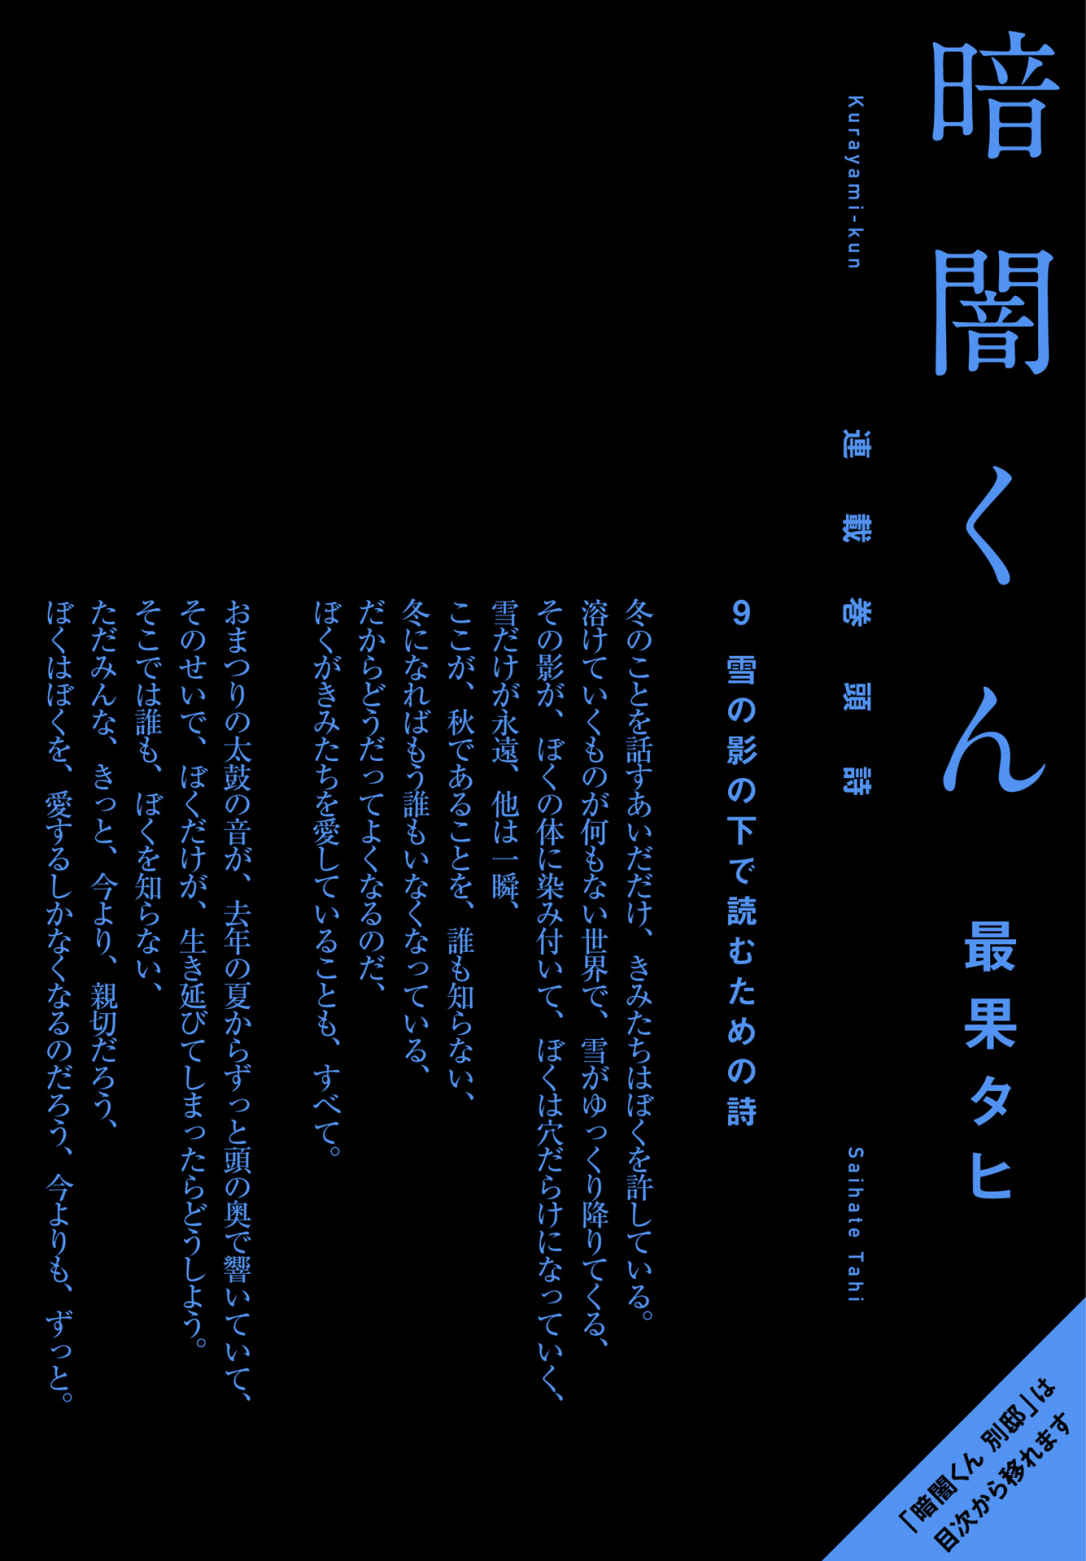 暗闇くん
Kurayami-kun
連載巻頭詩
最果タヒ
Saihate Tahi
9 雪の影の下で読むための詩
冬のことを話すあいだだけ、きみたちはぼくを許している。
溶けていくものが何もない世界で、雪がゆっくり降りてくる、
その影が、ぼくの体に染み付いて、ぼくは穴だらけになっていく、
雪だけが永遠、他は一瞬、
ここが、秋であることを、誰も知らない、
冬になればもう誰もいなくなっている、
だからどうだってよくなるのだ、
ぼくがきみたちを愛していることも、すべて。
おまつりの太鼓の音が、去年の夏からずっと頭の奥で響いていて、
そのせいで、ぼくだけが、生き延びてしまったらどうしよう。
そこでは誰も、ぼくを知らない、
ただみんな、きっと、今より、親切だろう、
ぼくはぼくを、愛するしかなくなるのだろう、今よりも、ずっと。
「暗闇くん 別邸」は
目次から移れます